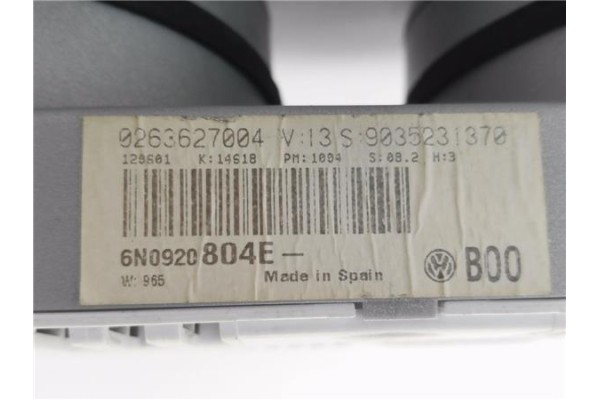 0263627004 V:13 S:9035231370
120601 K:14618 PM:1004 S:08.2 H:3
6N0920804E-
W: 965 Made in Spain B00